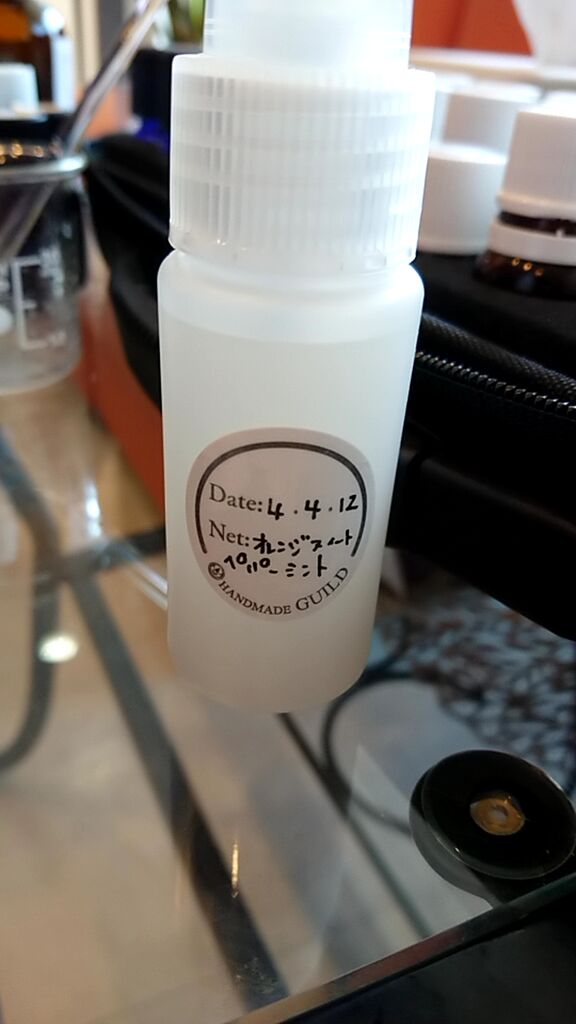 Date: 4.4.12
Net: オレンジスィート
ペパーミント
HANDMADE GUILD